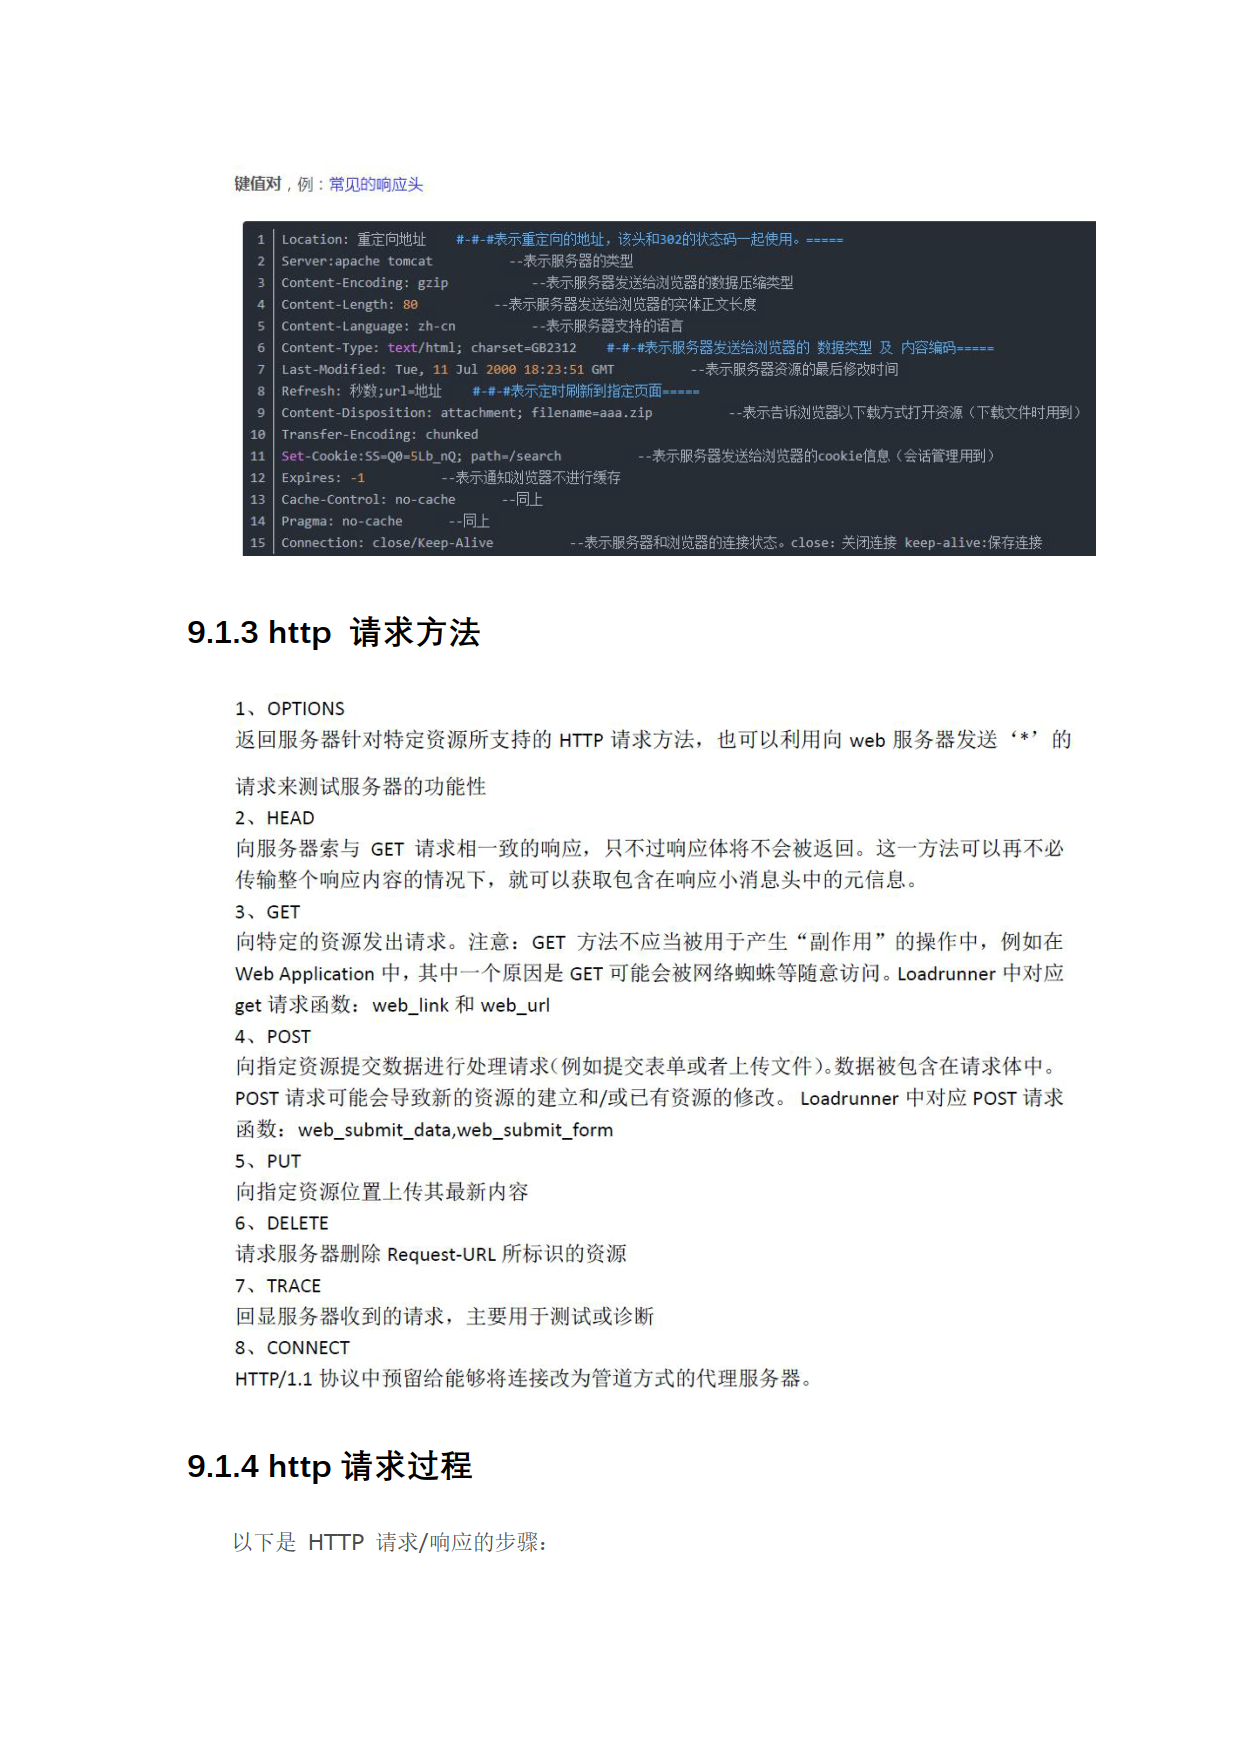 键值对，例：常见的响应头
1 Location: 重定向地址 #-#-#表示重定向的地址，该头和302的状态码一起使用。=====
2 Server:apache tomcat --表示服务器的类型
3 Content-Encoding: gzip --表示服务器发送给浏览器的数据压缩类型
4 Content-Length: 80 --表示服务器发送给浏览器的实体正文长度
5 Content-Language: zh-cn --表示服务器支持的语言
6 Content-Type: text/html; charset=GB2312 #-#-#表示服务器发送给浏览器的 数据类型 及 内容编码=====
7 Last-Modified: Tue, 11 Jul 2000 18:23:51 GMT --表示服务器资源的最后修改时间
8 Refresh: 秒数;url=地址 #-#-#表示定时刷新到指定页面=====
9 Content-Disposition: attachment; filename=aaa.zip --表示告诉浏览器以下载方式打开资源（下载文件时用到）
10 Transfer-Encoding: chunked
11 Set-Cookie:SS=Q0=5Lb_nQ; path=/search --表示服务器发送给浏览器的cookie信息（会话管理用到）
12 Expires: -1 --表示通知浏览器不进行缓存
13 Cache-Control: no-cache --同上
14 Pragma: no-cache --同上
15 Connection: close/Keep-Alive --表示服务器和浏览器的连接状态。close: 关闭连接 keep-alive:保存连接
9.1.3 http 请求方法
1、OPTIONS
返回服务器针对特定资源所支持的 HTTP 请求方法，也可以利用向 web 服务器发送‘*’的
请求来测试服务器的功能性
2、HEAD
向服务器索与 GET 请求相一致的响应，只不过响应体将不会被返回。这一方法可以再不必
传输整个响应内容的情况下，就可以获取包含在响应小消息头中的元信息。
3、GET
向特定的资源发出请求。注意：GET 方法不应当被用于产生“副作用”的操作中，例如在
Web Application 中，其中一个原因是 GET 可能会被网络蜘蛛等随意访问。Loadrunner 中对应
get 请求函数：web_link 和 web_url
4、POST
向指定资源提交数据进行处理请求（例如提交表单或者上传文件）。数据被包含在请求体中。
POST 请求可能会导致新的资源的建立和/或已有资源的修改。 Loadrunner 中对应 POST 请求
函数：web_submit_data,web_submit_form
5、PUT
向指定资源位置上传其最新内容
6、DELETE
请求服务器删除 Request-URL 所标识的资源
7、TRACE
回显服务器收到的请求，主要用于测试或诊断
8、CONNECT
HTTP/1.1 协议中预留给能够将连接改为管道方式的代理服务器。
9.1.4 http 请求过程
以下是 HTTP 请求/响应的步骤：